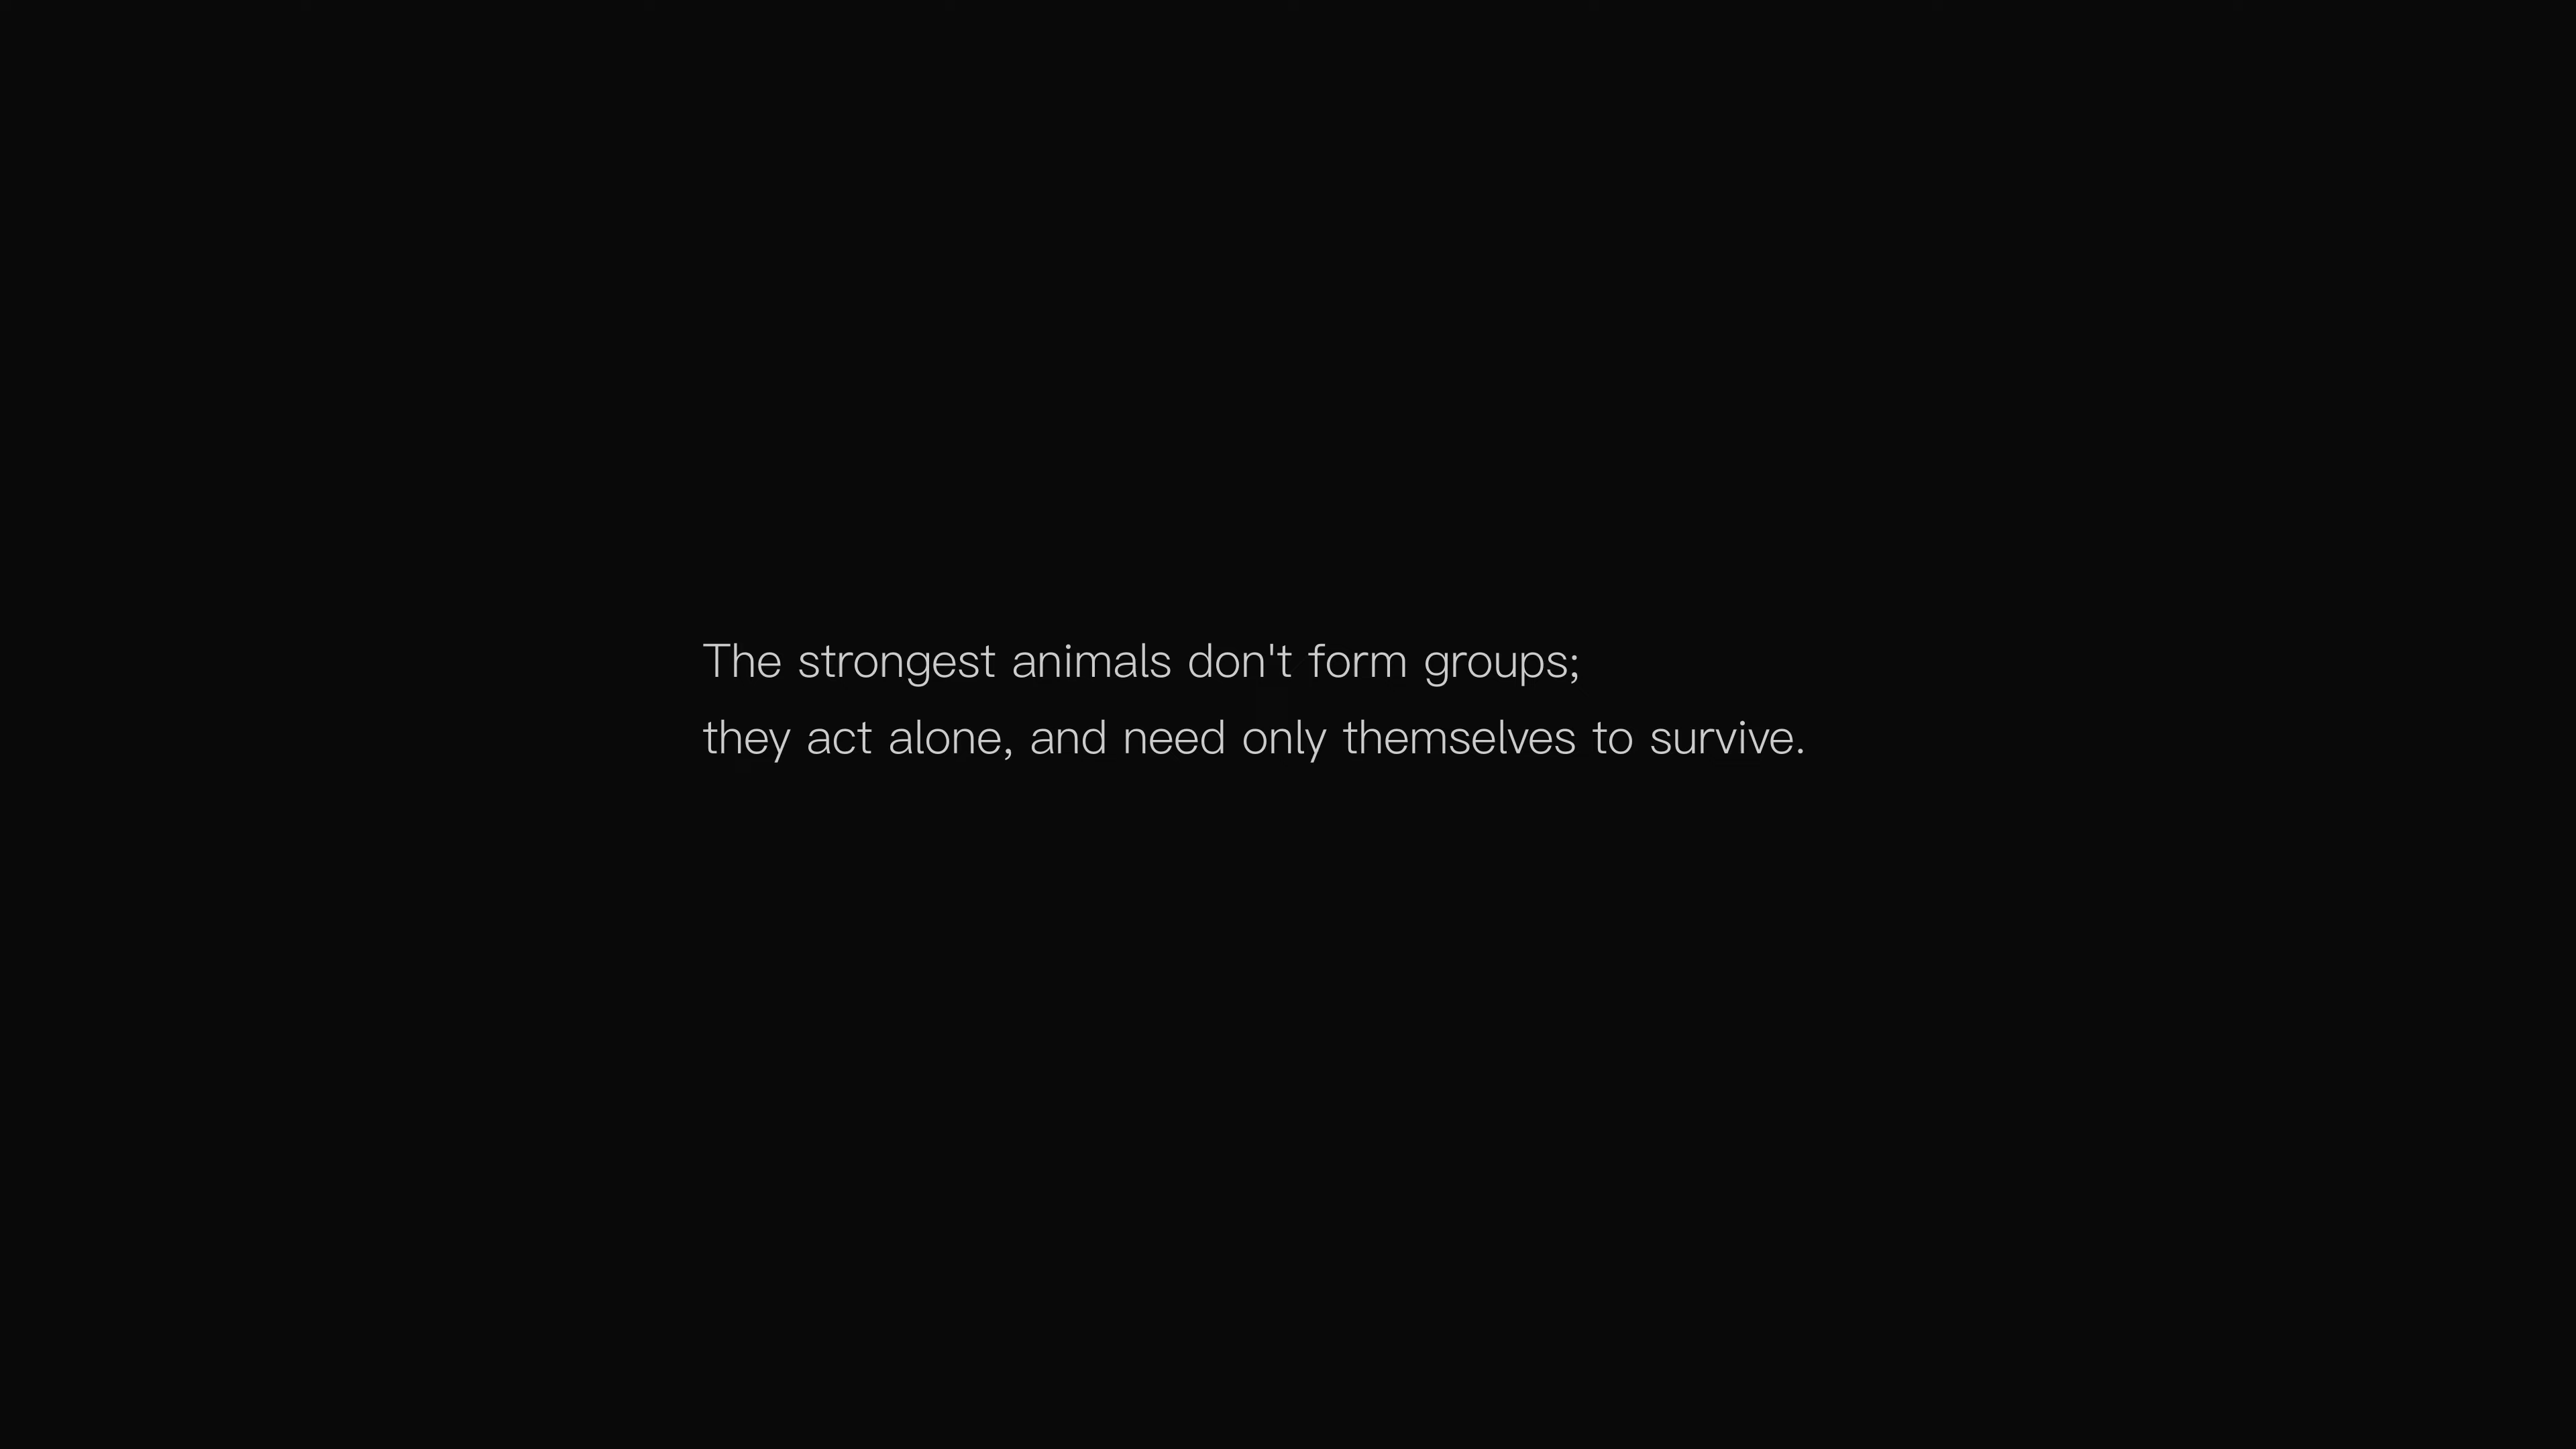 The strongest animals don't form groups;
they act alone, and need only themselves to survive.